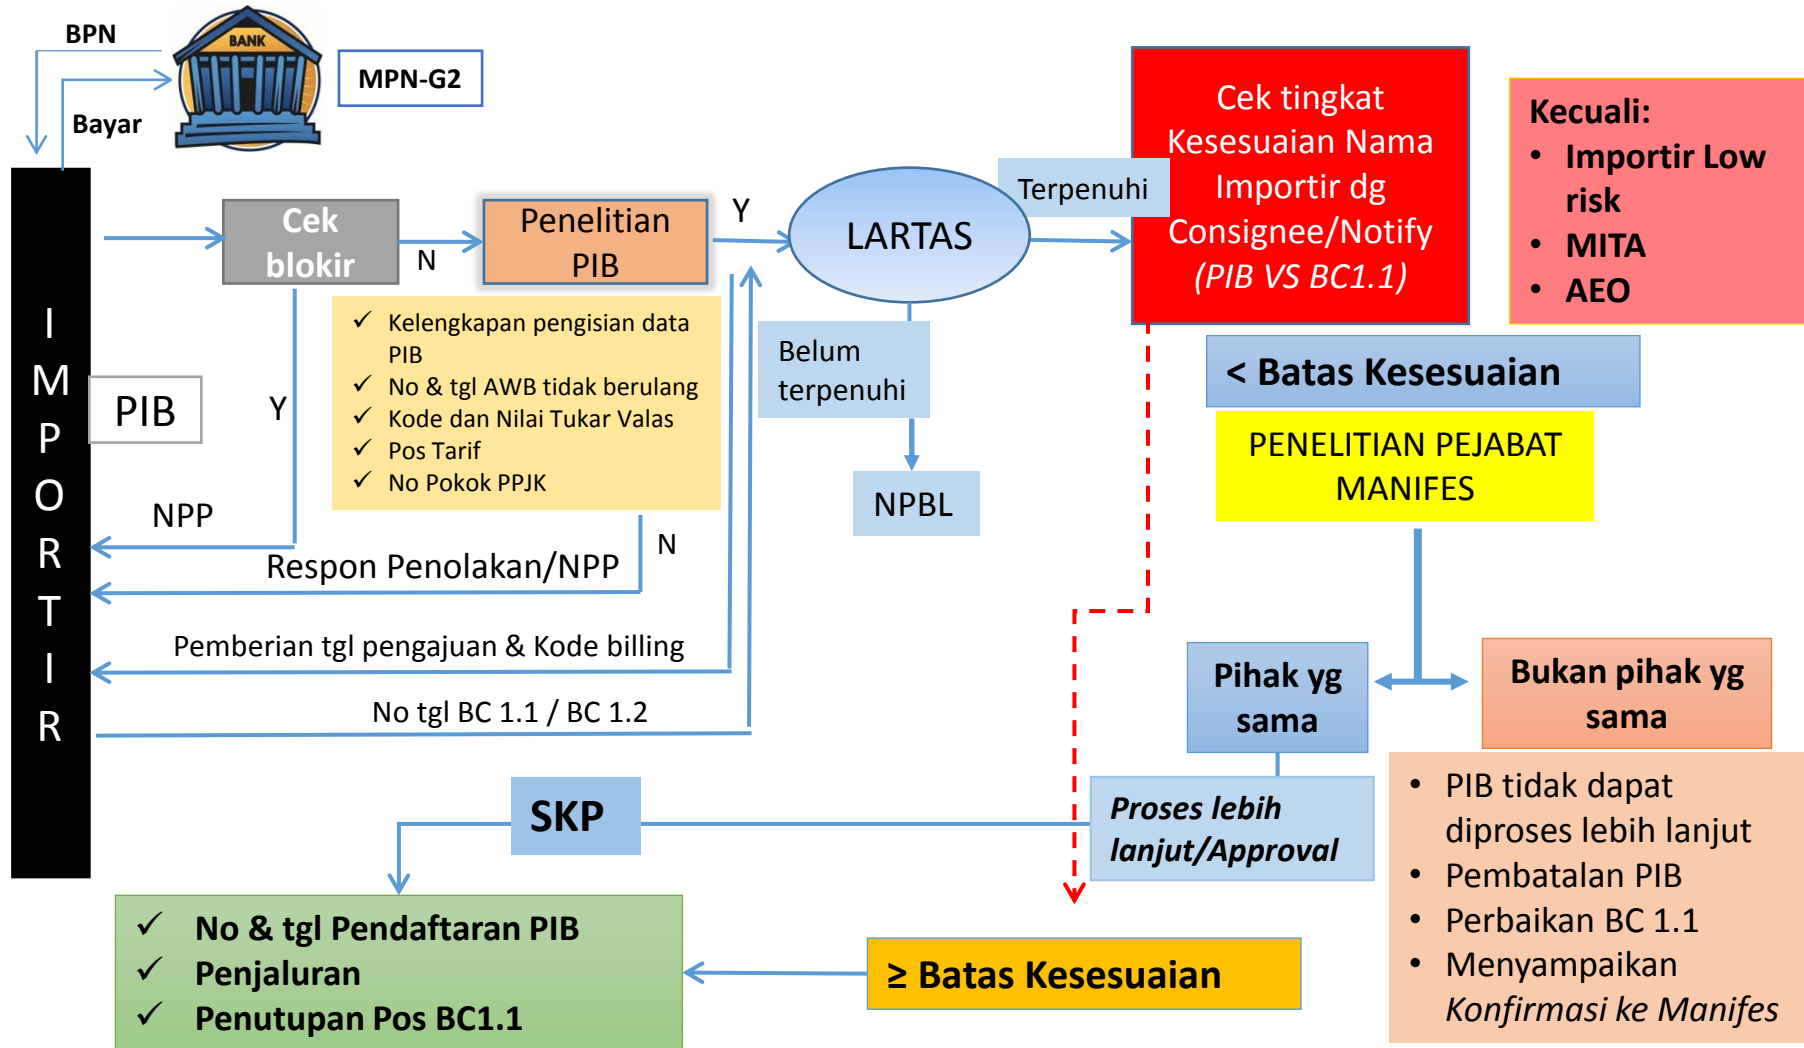 BPN
BANK
MPN-G2
Bayar
IMPORTIR
PIB
Cek
blokir
N
Y
NPP
Penelitian
PIB
Y
✓ Kelengkapan pengisian data
PIB
✓ No & tgl AWB tidak berulang
✓ Kode dan Nilai Tukar Valas
✓ Pos Tarif
✓ No Pokok PPJK
N
Respon Penolakan/NPP
Pemberian tgl pengajuan & Kode billing
No tgl BC 1.1 / BC 1.2
LARTAS
Terpenuhi
Belum
terpenuhi
NPBL
Cek tingkat
Kesesuaian Nama
Importir dg
Consignee/Notify
(PIB VS BC1.1)
Kecuali:
• Importir Low
risk
• MITA
• AEO
< Batas Kesesuaian
PENELITIAN PEJABAT
MANIFES
Pihak yg
sama
Bukan pihak yg
sama
Proses lebih
lanjut/Approval
• PIB tidak dapat
diproses lebih lanjut
• Pembatalan PIB
• Perbaikan BC 1.1
• Menyampaikan
Konfirmasi ke Manifes
SKP
✓ No & tgl Pendaftaran PIB
✓ Penjaluran
✓ Penutupan Pos BC1.1
≥ Batas Kesesuaian